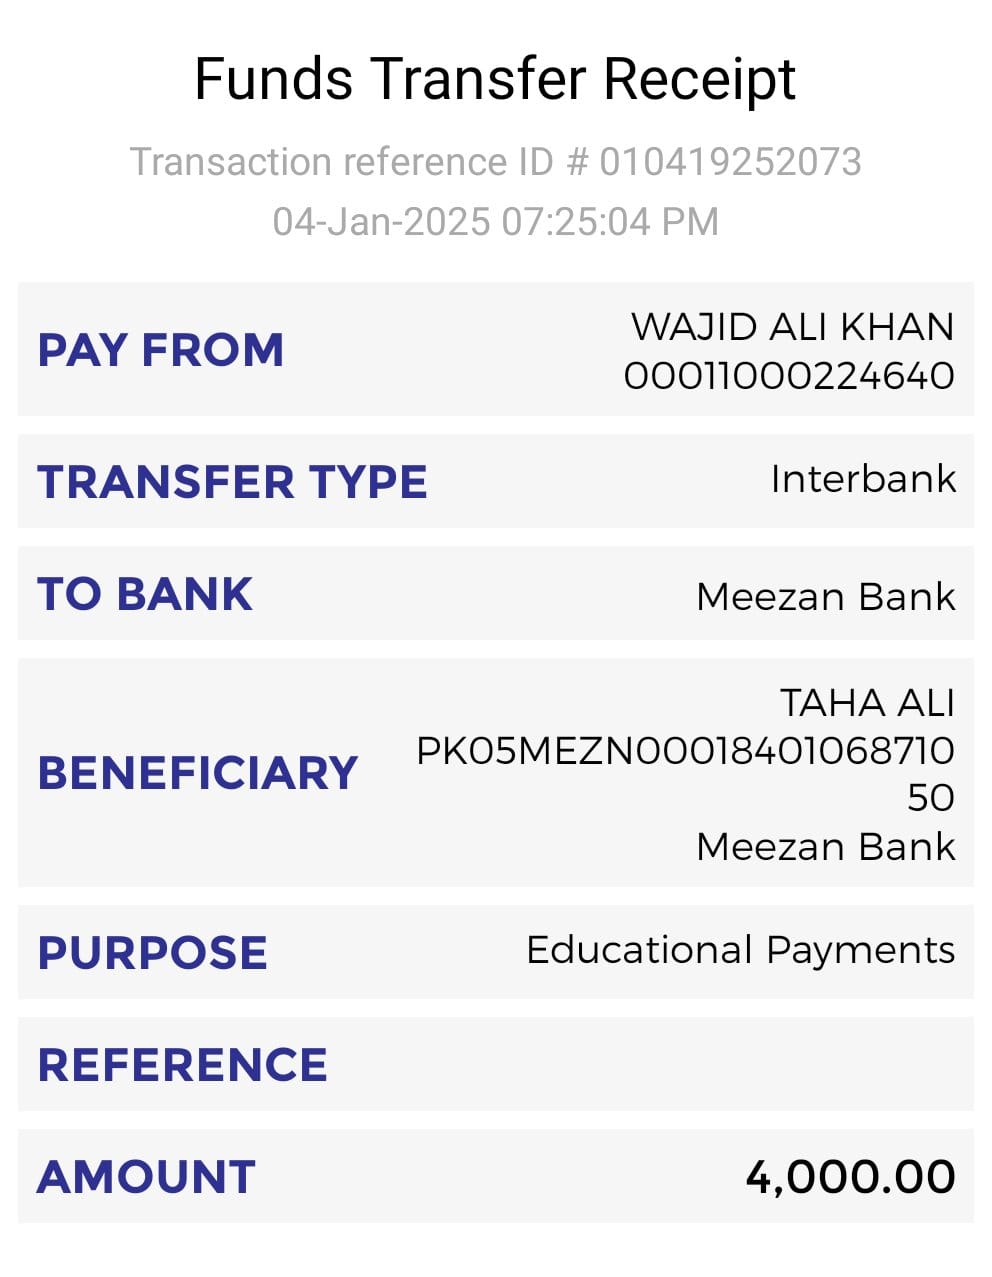 Funds Transfer Receipt
Transaction reference ID # 010419252073
04-Jan-2025 07:25:04 PM
PAY FROM
WAJID ALI KHAN
00011000224640
TRANSFER TYPE
Interbank
TO BANK
Meezan Bank
BENEFICIARY
TAHA ALI
PK05MEZN00018401068710
50
Meezan Bank
PURPOSE
Educational Payments
REFERENCE
AMOUNT
4,000.00